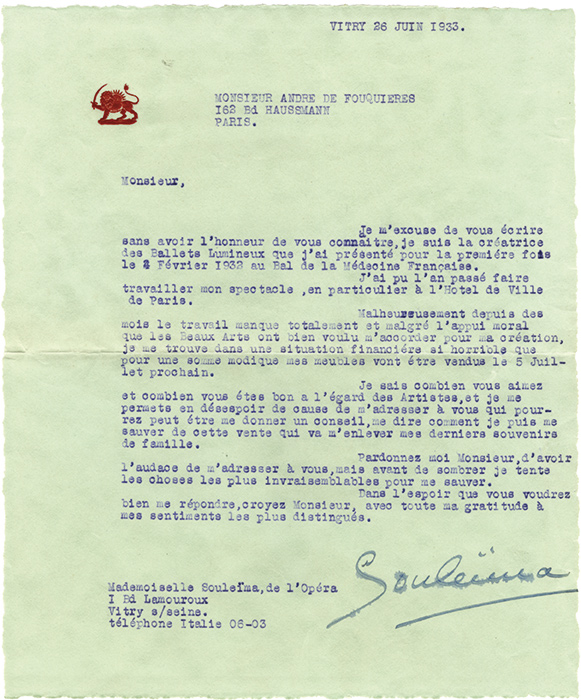 VITRY 26 JUIN 1933.
MONSIEUR ANDRE DE FOUQUIERES
162 Bd HAUSSMANN
PARIS.
Monsieur,
Je m'excuse de vous écrire
sans avoir l'honneur de vous connaitre,je suis la créatrice
des Ballets Lumineux que j'ai présenté pour la premiére fois
le 4 Février 1932 au Bal de la Médecine Française.
J'ai pu l'an passé faire
travailler mon spectacle ,en particulier à l'Hotel de Ville
de Paris.
Malheureusement depuis des
mois le travail manque totalement et malgré l'appui moral
que les Beaux Arts ont bien voulu m'accorder pour ma création,
je me trouve dans une situation financiére si horrible que
pour une somme modique mes meubles vont étre vendus le 5 Juil-
let prochain.
Je sais combien vous aimez
et combien vous étes bon a l'égard des Artistes,et je me
permets en désespoir de cause de m'adresser à vous qui pour-
rez peut étre me donner un conseil,me dire comment je puis me
sauver de cette vente qui va m'enlever mes derniers souvenirs
de famille.
Pardonnez moi Monsieur,d'avoir
l'audace de m'adresser à vous,mais avant de sombrer je tente
les choses les plus invraisemblables pour me sauver.
Dans l'espoir que vous voudrez
bien me répondre,croyez Monsieur, avec toute ma gratitude à
mes sentiments les plus distingués.
Souleïma
Mademoiselle Souleïma,de l'Opéra
I Bd Lamouroux
Vitry s/seine.
téléphone Italie 06-03